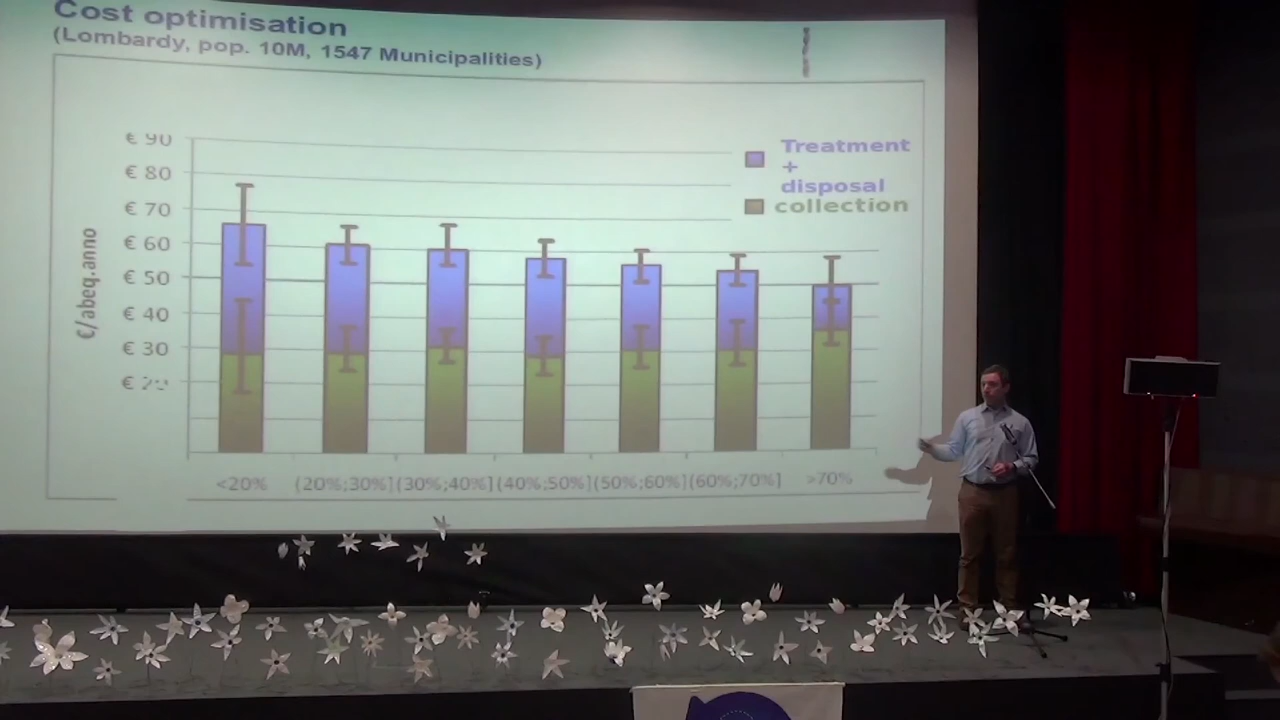 Cost optimisation
(Lombardy, pop. 10M, 1547 Municipalities)
€ 90
€ 80
€ 70
€ 60
€ 50
€ 40
€ 30
€/abeq.anno
Treatment
+
disposal
collection
<20%
(20%;30%]
(30%;40%]
(40%;50%]
(50%;60%]
(60%;70%]
>70%